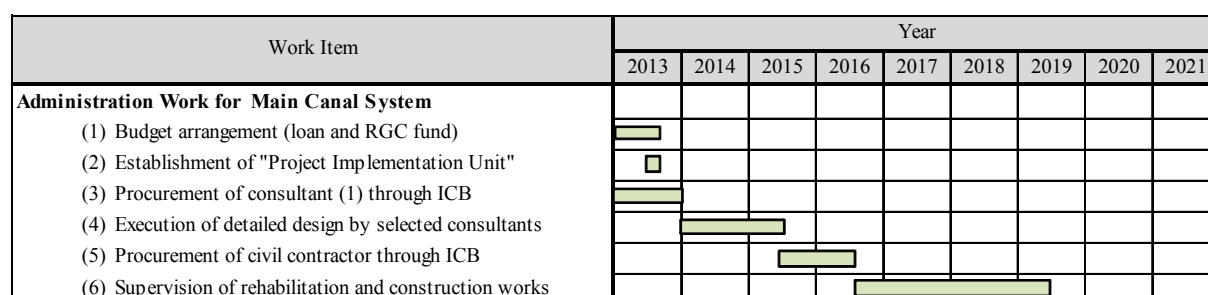 Work Item
Year
2013 2014 2015 2016 2017 2018 2019 2020 2021
Administration Work for Main Canal System
(1) Budget arrangement (loan and RGC fund)
(2) Establishment of "Project Implementation Unit"
(3) Procurement of consultant (1) through ICB
(4) Execution of detailed design by selected consultants
(5) Procurement of civil contractor through ICB
(6) Supervision of rehabilitation and construction works